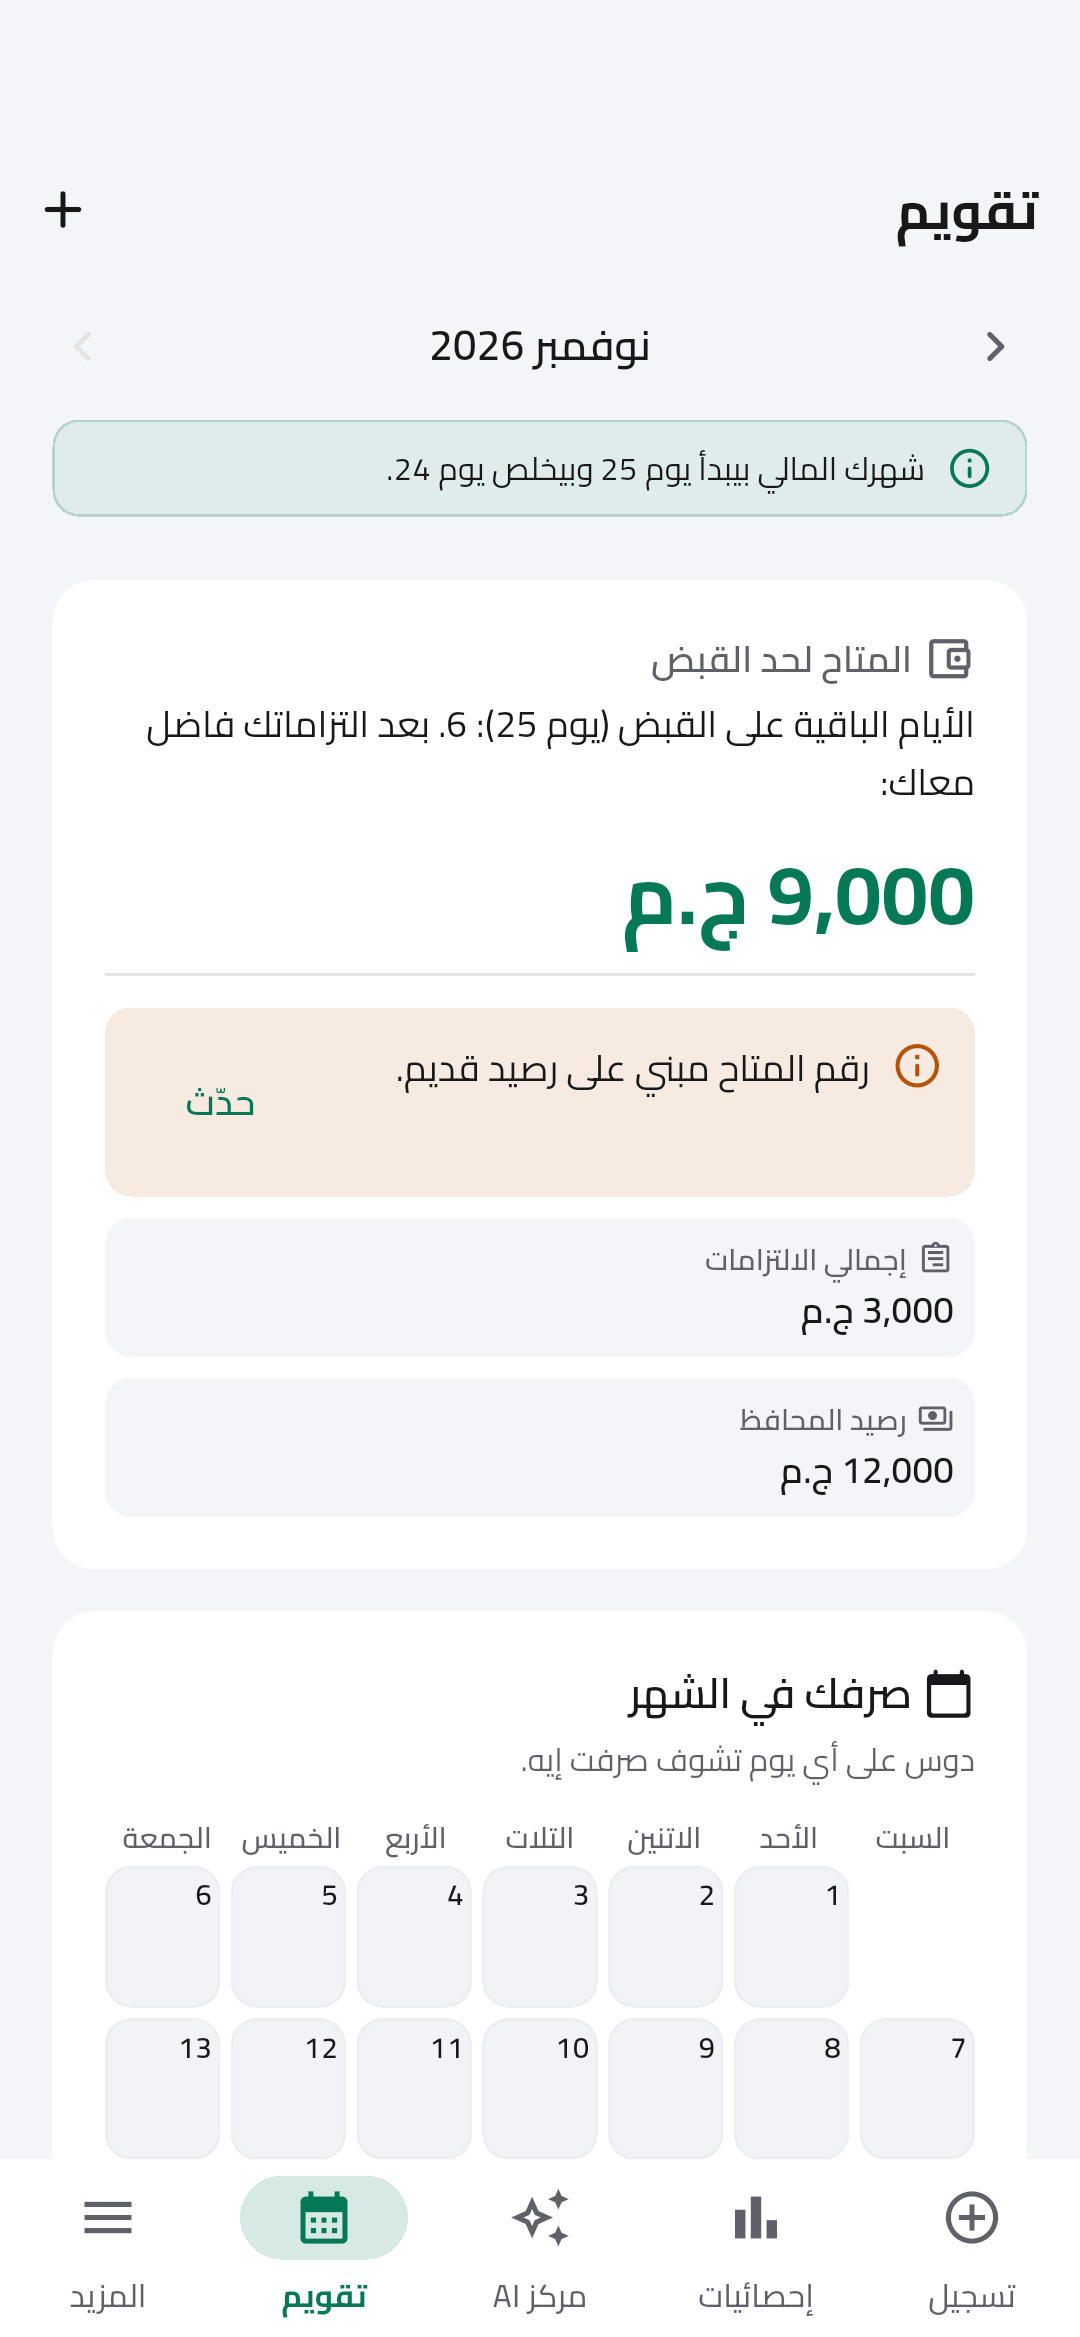 تقويم
نوفمبر 2026
شهرك المالي بيبدأ يوم 25 وبيخلص يوم 24.
المتاح لحد القبض
الأيام الباقية على القبض (يوم 25): 6. بعد التزاماتك فاضل
معاك:
9,000 ج.م
رقم المتاح مبني على رصيد قديم.
حدّث
إجمالي الالتزامات
3,000 ج.م
رصيد المحافظ
12,000 ج.م
صرفك في الشهر
دوس على أي يوم تشوف صرفت إيه.
السبت الأحد الاتنين التلات الأربع الخميس الجمعة
1 2 3 4 5 6
7 8 9 10 11 12 13
تسجيل إحصائيات مركز AI تقويم المزيد